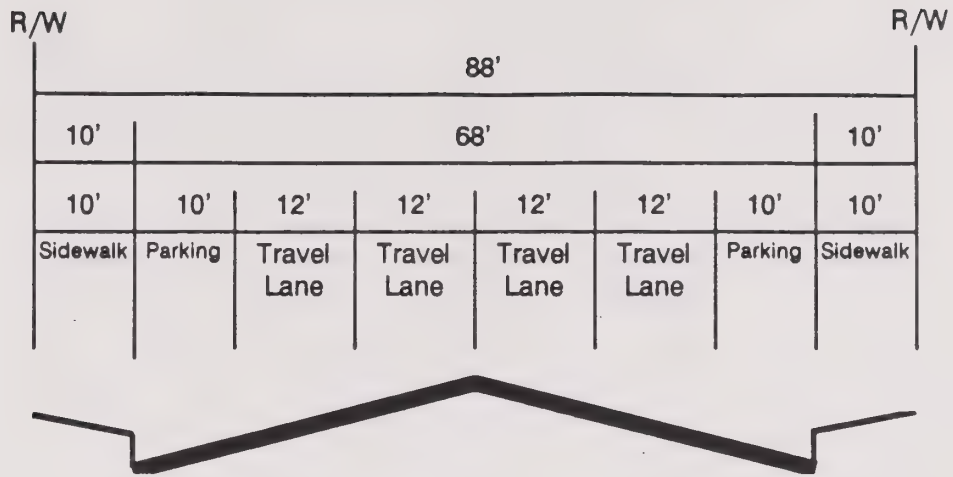 R/W R/W
88'
10' 68' 10'
10' 10' 12' 12' 12' 12' 10' 10'
Sidewalk Parking Travel Lane Travel Lane Travel Lane Travel Lane Parking Sidewalk